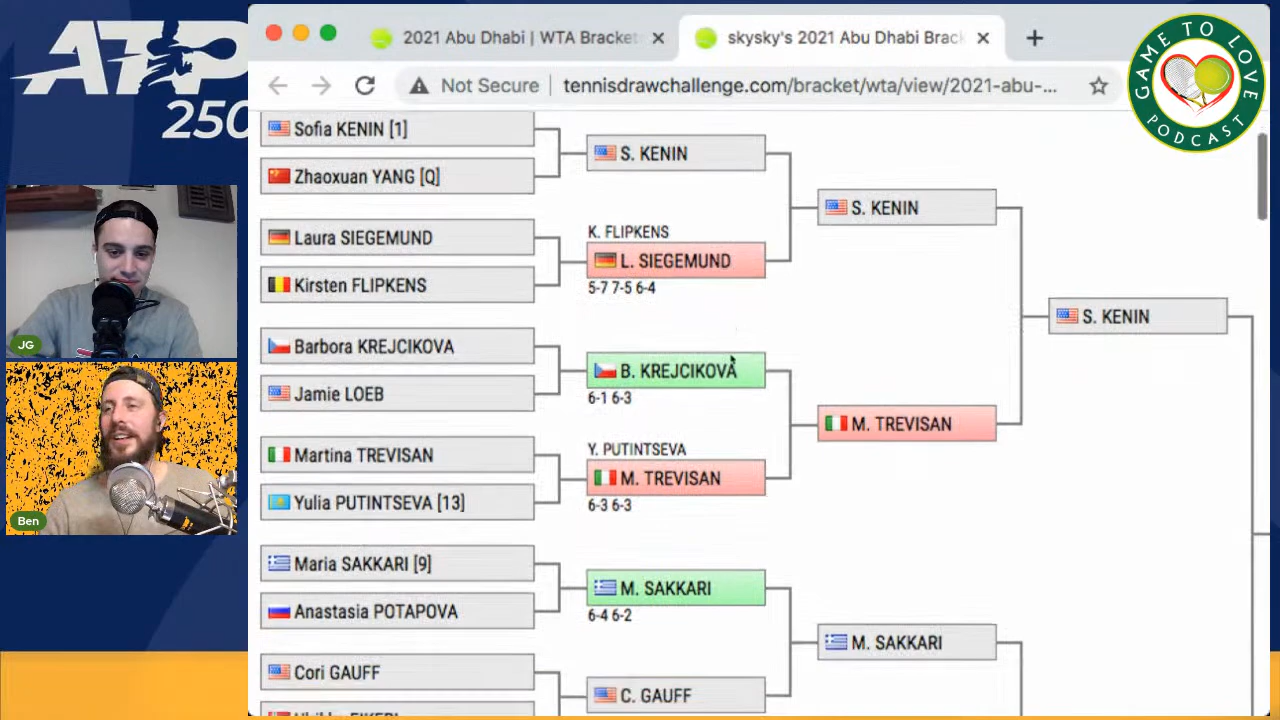 ATP
250
2021 Abu Dhabi | WTA Bracket
skysky's 2021 Abu Dhabi Brac
Not Secure
tennisdrawchallenge.com/bracket/wta/view/2021-abu-...
GAME TO LOVE
PODCAST
Sofia KENIN [1]
Zhaoxuan YANG [Q]
Laura SIEGEMUND
Kirsten FLIPKENS
Barbora KREJCIKOVA
Jamie LOEB
Martina TREVISAN
Yulia PUTINTSEVA [13]
Maria SAKKARI [9]
Anastasia POTAPOVA
Cori GAUFF
S. KENIN
K. FLIPKENS
L. SIEGEMUND
5-7 7-5 6-4
B. KREJCIKOVA
6-1 6-3
Y. PUTINTSEVA
M. TREVISAN
6-3 6-3
M. SAKKARI
6-4 6-2
C. GAUFF
S. KENIN
M. TREVISAN
M. SAKKARI
S. KENIN
JG
Ben